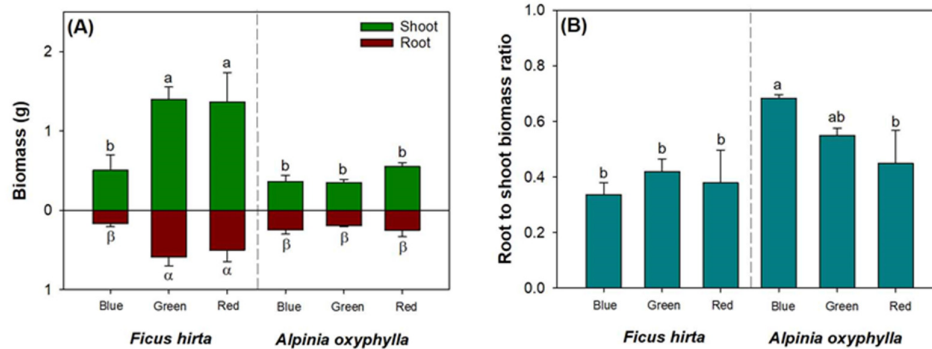 (A)
Shoot
Root
Biomass (g)
2
1
0
1
b
a
a
b
b
b
β
α
α
β
β
β
Blue Green Red Blue Green Red
Ficus hirta Alpinia oxyphylla
(B)
Root to shoot biomass ratio
1.0
0.8
0.6
0.4
0.2
0.0
b
b
b
a
ab
b
Blue Green Red Blue Green Red
Ficus hirta Alpinia oxyphylla